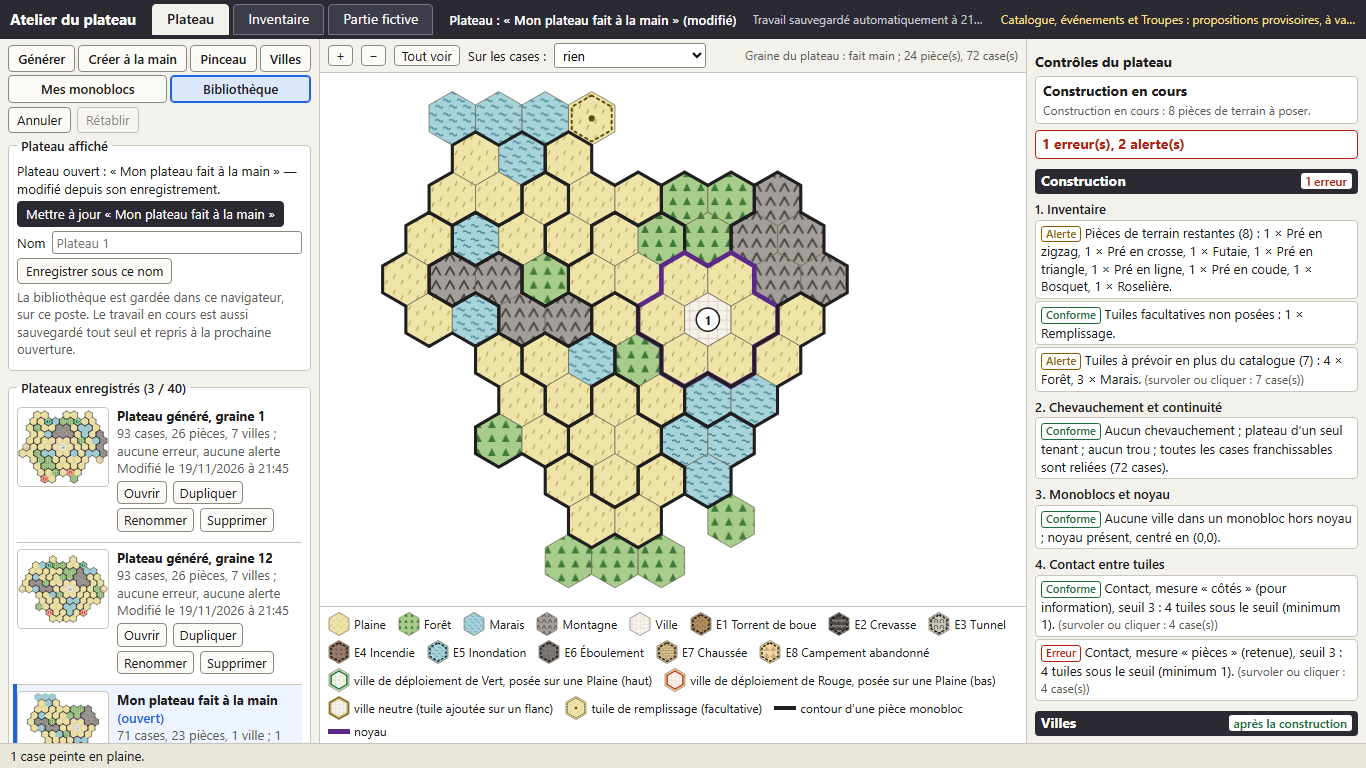 Atelier du plateau
Plateau
Inventaire
Partie fictive
Plateau : « Mon plateau fait à la main » (modifié)
Travail sauvegardé automatiquement à 21...
Catalogue, événements et Troupes : propositions provisoires, à va...
Générer
Créer à la main
Pinceau
Villes
Mes monoblocs
Bibliothèque
Annuler
Rétablir
Plateau affiché
Plateau ouvert : « Mon plateau fait à la main » —
modifié depuis son enregistrement.
Mettre à jour « Mon plateau fait à la main »
Nom
Plateau 1
Enregistrer sous ce nom
La bibliothèque est gardée dans ce navigateur,
sur ce poste. Le travail en cours est aussi
sauvegardé tout seul et repris à la prochaine
ouverture.
Plateaux enregistrés (3 / 40)
Plateau généré, graine 1
93 cases, 26 pièces, 7 villes ;
aucune erreur, aucune alerte
Modifié le 19/11/2026 à 21:45
Ouvrir
Dupliquer
Renommer
Supprimer
Plateau généré, graine 12
93 cases, 26 pièces, 7 villes ;
aucune erreur, aucune alerte
Modifié le 19/11/2026 à 21:45
Ouvrir
Dupliquer
Renommer
Supprimer
Mon plateau fait à la main
(ouvert)
71 cases, 23 pièces, 1 ville ; 1
+
−
Tout voir
Sur les cases :
rien
Graine du plateau : fait main ; 24 pièce(s), 72 case(s)
1
Plaine
Forêt
Marais
Montagne
Ville
E1 Torrent de boue
E2 Crevasse
E3 Tunnel
E4 Incendie
E5 Inondation
E6 Éboulement
E7 Chaussée
E8 Campement abandonné
ville de déploiement de Vert, posée sur une Plaine (haut)
ville de déploiement de Rouge, posée sur une Plaine (bas)
ville neutre (tuile ajoutée sur un flanc)
tuile de remplissage (facultative)
contour d’une pièce monobloc
noyau
Contrôles du plateau
Construction en cours
Construction en cours : 8 pièces de terrain à poser.
1 erreur(s), 2 alerte(s)
Construction
1 erreur
1. Inventaire
Alerte Pièces de terrain restantes (8) : 1 × Pré en
zigzag, 1 × Pré en crosse, 1 × Futaie, 1 × Pré en
triangle, 1 × Pré en ligne, 1 × Pré en coude, 1 ×
Bosquet, 1 × Roselière.
Conforme Tuiles facultatives non posées : 1 ×
Remplissage.
Alerte Tuiles à prévoir en plus du catalogue (7) : 4 ×
Forêt, 3 × Marais. (survoler ou cliquer : 7 case(s))
2. Chevauchement et continuité
Conforme Aucun chevauchement ; plateau d’un seul
tenant ; aucun trou ; toutes les cases franchissables
sont reliées (72 cases).
3. Monoblocs et noyau
Conforme Aucune ville dans un monobloc hors noyau
; noyau présent, centré en (0,0).
4. Contact entre tuiles
Conforme Contact, mesure « côtés » (pour
information), seuil 3 : 4 tuiles sous le seuil (minimum
1). (survoler ou cliquer : 4 case(s))
Erreur Contact, mesure « pièces » (retenue), seuil 3 :
4 tuiles sous le seuil (minimum 1). (survoler ou cliquer :
4 case(s))
Villes
après la construction
1 case peinte en plaine.